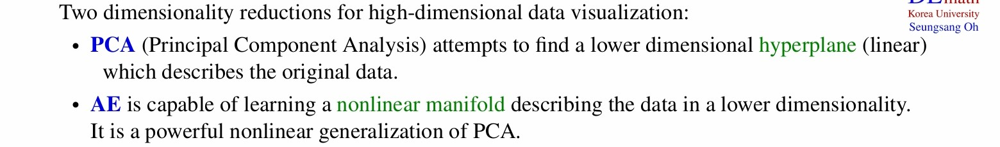 Two dimensionality reductions for high-dimensional data visualization:
Korea University
Seungsang Oh
• PCA (Principal Component Analysis) attempts to find a lower dimensional hyperplane (linear)
which describes the original data.
• AE is capable of learning a nonlinear manifold describing the data in a lower dimensionality.
It is a powerful nonlinear generalization of PCA.